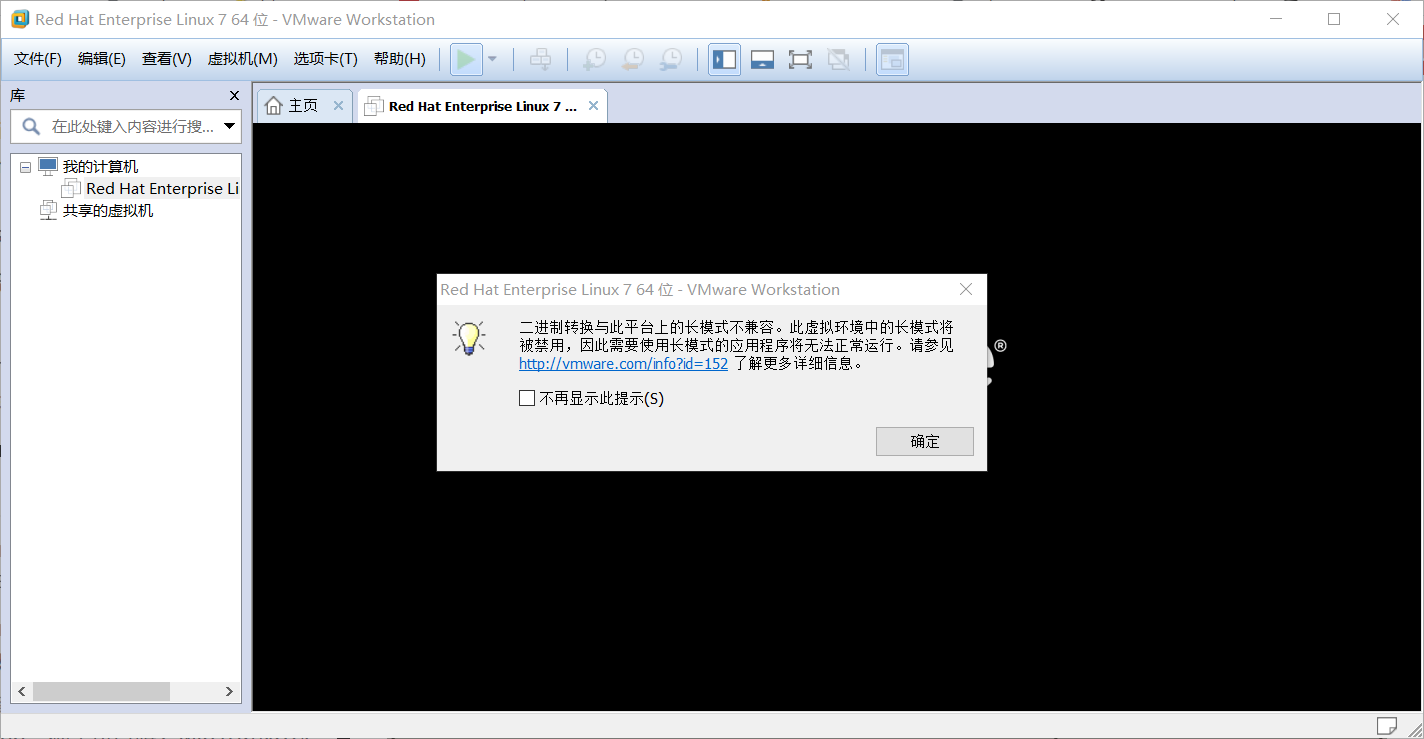 Red Hat Enterprise Linux 7 64 位 - VMware Workstation
文件(F) 编辑(E) 查看(V) 虚拟机(M) 选项卡(T) 帮助(H)
库
主页
Red Hat Enterprise Linux 7 ...
在此处键入内容进行搜...
我的计算机
Red Hat Enterprise Li
共享的虚拟机
Red Hat Enterprise Linux 7 64 位 - VMware Workstation
二进制转换与此平台上的长模式不兼容。此虚拟环境中的长模式将
被禁用，因此需要使用长模式的应用程序将无法正常运行。请参见
http://vmware.com/info?id=152 了解更多详细信息。
®
不再显示此提示(S)
确定